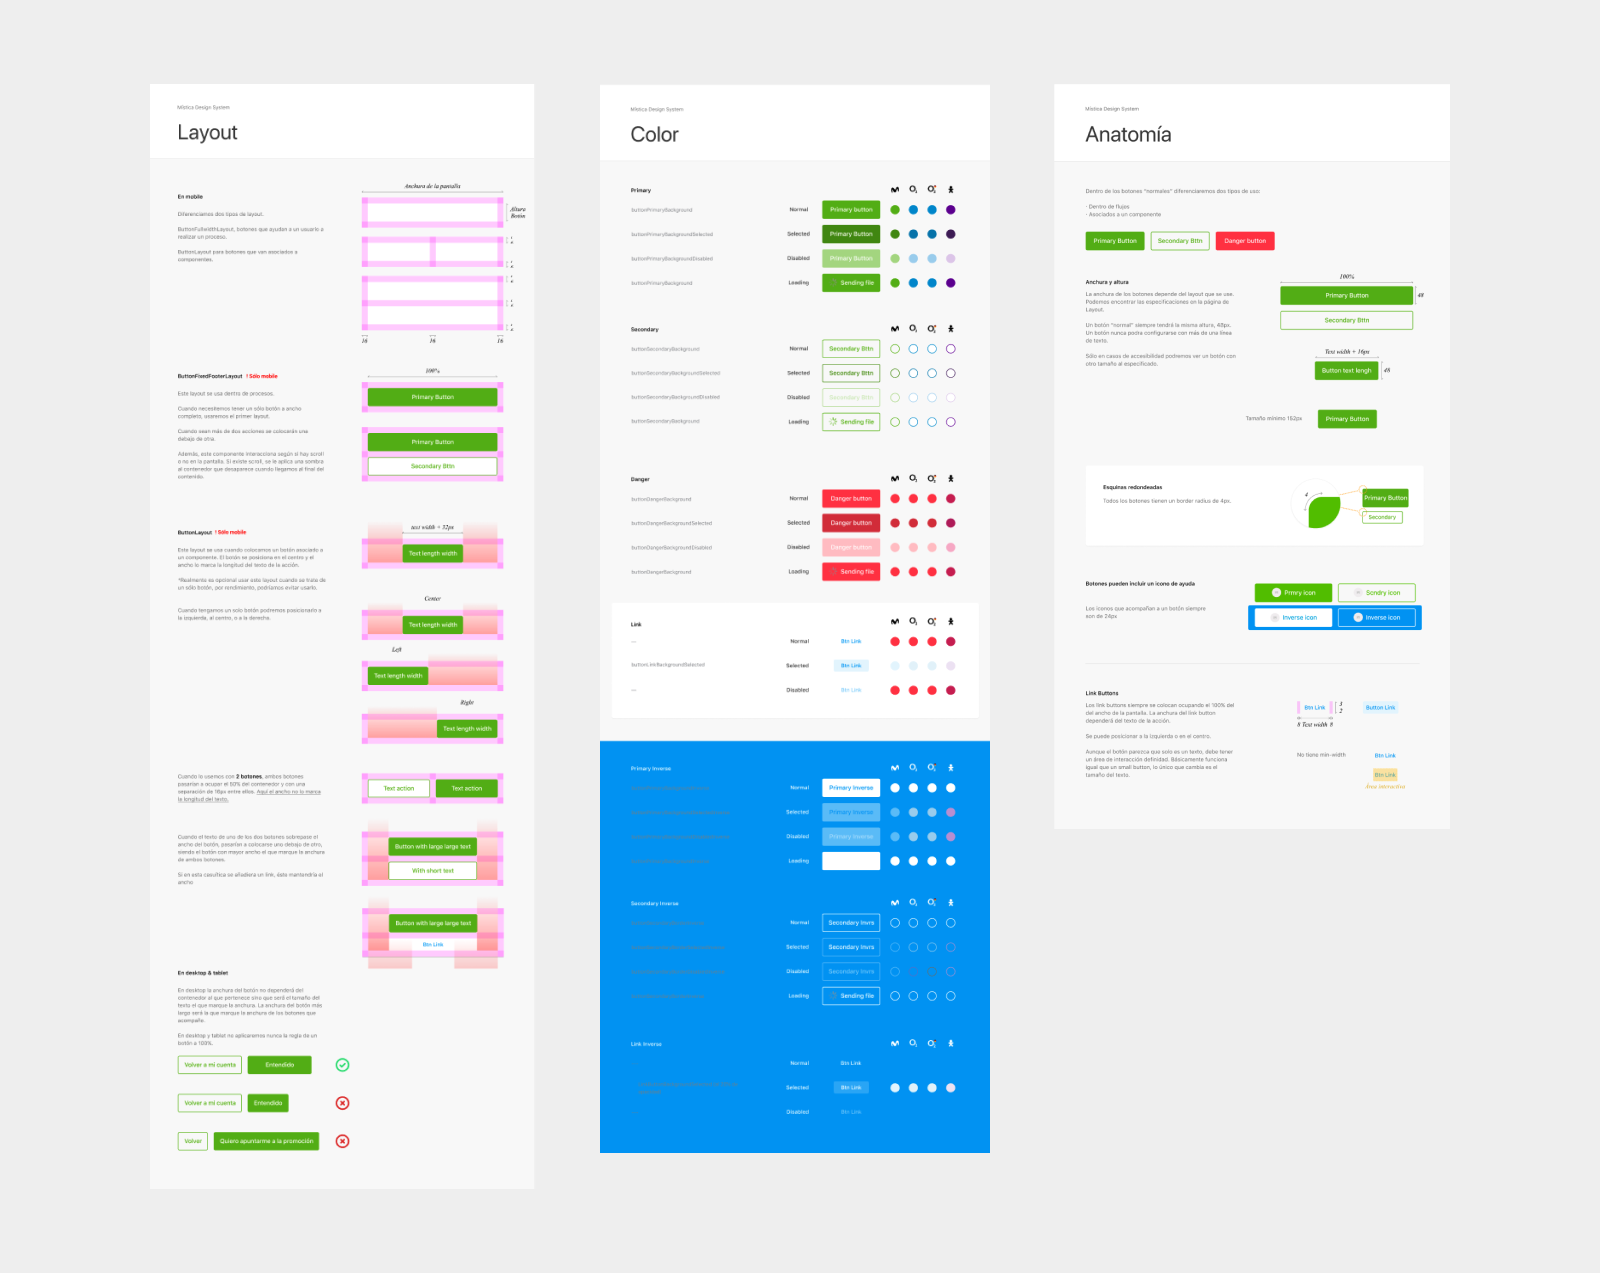 Mística Design System
Layout
En mobile
Diferenciamos dos tipos de layout.
ButtonFullwidthLayout, botones que ayudan a un usuario a
realizar un proceso.
ButtonLayout para botones que van asociados a
componentes.
Anchura de la pantalla
Altura
Botón
16 16 16
ButtonFixedFooterLayout ! Sólo mobile
Este layout se usa dentro de procesos.
Cuando necesitemos tener un sólo botón a ancho
completo, usaremos el primer layout.
Cuando sean más de dos acciones se colocarán una
debajo de otra.
Además, este componente interacciona según si hay scroll
o no en la pantalla. Si existe scroll, se le aplica una sombra
al contenedor que desaparece cuando llegamos al final del
contenido.
100%
Primary Button
Primary Button
Secondary Bttn
ButtonLayout ! Sólo mobile
Este layout se usa cuando colocamos un botón asociado a
un componente. El botón se posiciona en el centro y el
ancho lo marca la longitud del texto de la acción.
*Realmente es opcional usar este layout cuando se trate de
un sólo botón, por rendimiento, podríamos evitar usarlo.
Cuando tengamos un solo botón podremos posicionarlo a
la izquierda, al centro, o a la derecha.
text width + 32px
Text length width
Center
Text length width
Left
Text length width
Right
Text length width
Cuando lo usemos con 2 botones, ambos botones
pasarían a ocupar el 50% del contenedor y con una
separación de 16px entre ellos. Aquí el ancho no lo marca
la longitud del texto.
Text action
Text action
Cuando el texto de uno de los dos botones sobrepase el
ancho del botón, pasarían a colocarse uno debajo de otro,
siendo el botón con mayor ancho el que marque la anchura
de ambos botones.
Si en esta casuítica se añadiera un link, éste mantendría el
ancho
Button with large large text
With short text
Button with large large text
Btn Link
En desktop & tablet
En desktop la anchura del botón no dependerá del
contenedor al que pertenece sino que será el tamaño del
texto el que marque la anchura. La anchura del botón más
largo será la que marque la anchura de los botones que
acompañe.
En desktop y tablet no aplicaremos nunca la regla de un
botón a 100%.
Volver a mi cuenta
Entendido
Volver a mi cuenta
Entendido
Volver
Quiero apuntarme a la promoción
Mística Design System
Color
Primary
buttonPrimaryBackground Normal Primary button
buttonPrimaryBackgroundSelected Selected Primary Button
buttonPrimaryBackgroundDisabled Disabled Primary Button
buttonPrimaryBackground Loading Sending file
Secondary
buttonSecondaryBackground Normal Secondary Bttn
buttonSecondaryBackgroundSelected Selected Secondary Bttn
buttonSecondaryBackgroundDisabled Disabled Secondary Bttn
buttonSecondaryBackground Loading Sending file
Danger
buttonDangerBackground Normal Danger button
buttonDangerBackgroundSelected Selected Danger button
buttonDangerBackgroundDisabled Disabled Danger button
buttonDangerBackground Loading Sending file
Link
— Normal Btn Link
buttonLinkBackgroundSelected Selected Btn Link
— Disabled Btn Link
Primary Inverse
Normal Primary Inverse
Selected Primary Inverse
Disabled Primary Inverse
Loading
Secondary Inverse
Normal Secondary Invrs
Selected Secondary Invrs
Disabled Secondary Invrs
Loading Sending file
Link Inverse
Normal Btn Link
Selected Btn Link
Disabled Btn Link
Mística Design System
Anatomía
Dentro de los botones "normales" diferenciaremos dos tipos de uso:
- Dentro de flujos
- Asociados a un componente
Primary Button
Secondary Bttn
Danger button
Anchura y altura
La anchura de los botones depende del layout que se use.
Podemos encontrar las especificaciones en la página de
Layout.
Un botón "normal" siempre tendrá la misma altura, 48px.
Un botón nunca podra configurarse con más de una línea
de texto.
Sólo en casos de accesibilidad podremos ver un botón con
otro tamaño al especificado.
100%
Primary Button
48
Secondary Bttn
Text width + 16px
Button text lengh
48
Tamaño mínimo 152px
Primary Button
Esquinas redondeadas
Todos los botones tienen un border radius de 4px.
4
Primary Button
Secondary
Botones pueden incluir un icono de ayuda
Los iconos que acompañan a un botón siempre
son de 24px
Prmry icon
Scndry icon
Inverse icon
Inverse icon
Link Buttons
Los link buttons siempre se colocan ocupando el 100% del
del ancho de la pantalla. La anchura del link button
dependerá del texto de la acción.
Se puede posicionar a la izquierda o en el centro.
Aunque el botón parezca que solo es un texto, debe tener
un área de interacción definidad. Básicamente funciona
igual que un small button, lo único que cambia es el
tamaño del texto.
Btn Link
3
2
Button Link
8 Text width 8
No tiene min-width
Btn Link
Btn Link
Área interactiva